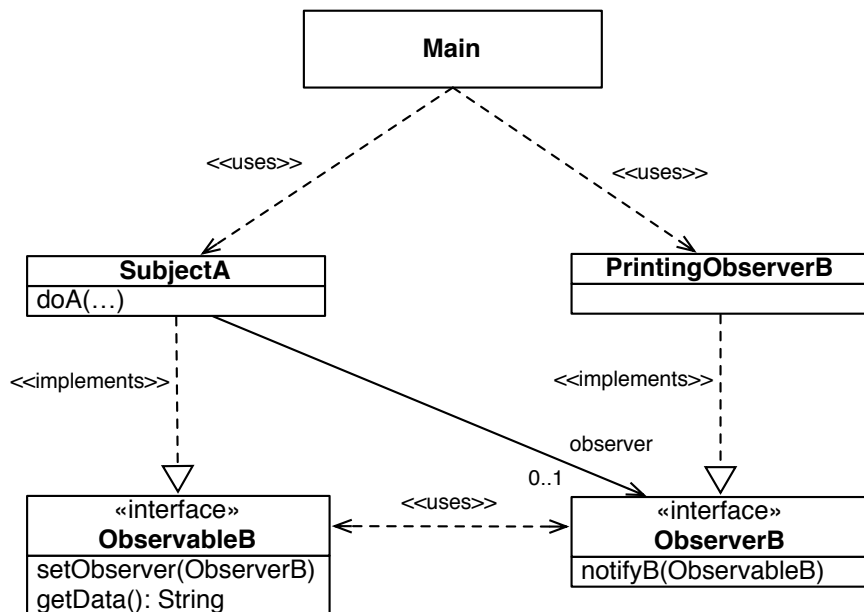 Main
<<uses>>
<<uses>>
SubjectA
doA(…)
PrintingObserverB
<<implements>>
<<implements>>
observer
0..1
«interface»
ObservableB
setObserver(ObserverB)
getData(): String
<<uses>>
«interface»
ObserverB
notifyB(ObservableB)